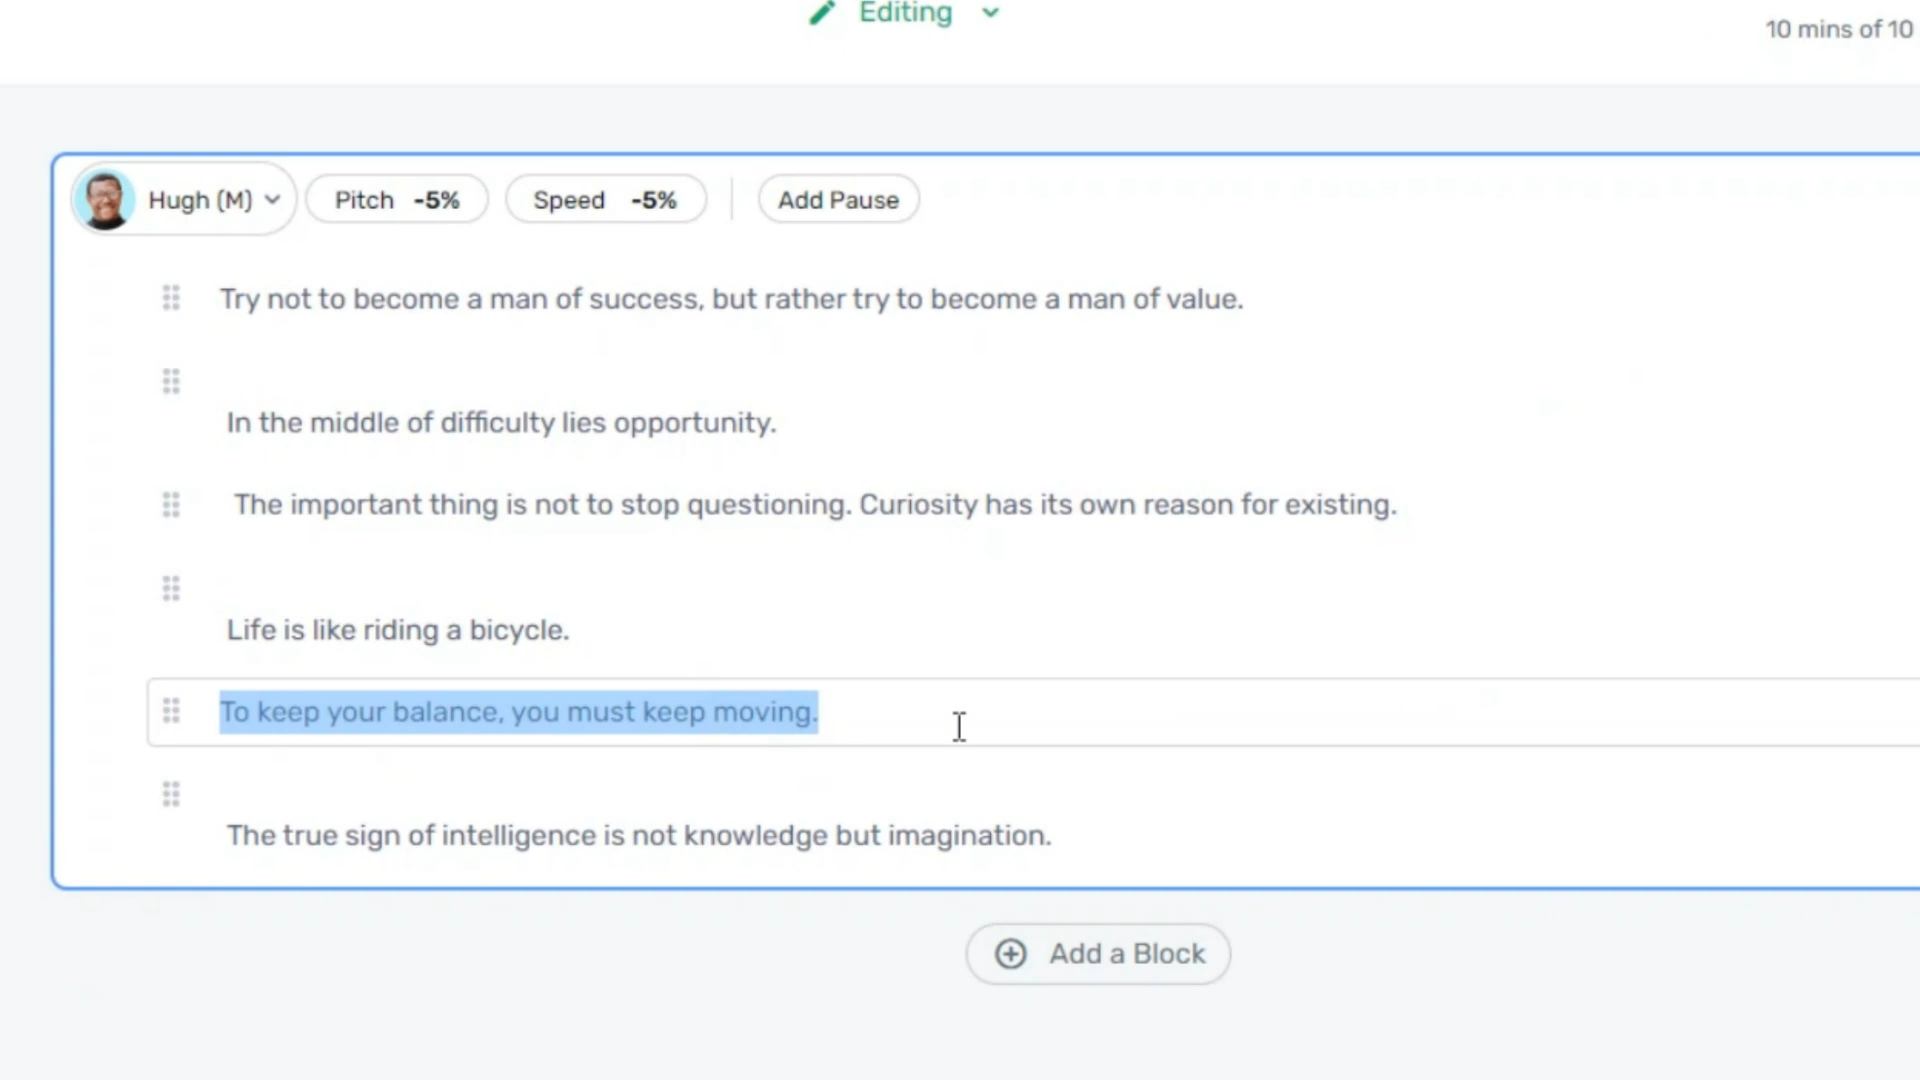 Editing
10 mins of 10
Hugh (M) Pitch -5% Speed -5% Add Pause
Try not to become a man of success, but rather try to become a man of value.
In the middle of difficulty lies opportunity.
The important thing is not to stop questioning. Curiosity has its own reason for existing.
Life is like riding a bicycle.
To keep your balance, you must keep moving.
The true sign of intelligence is not knowledge but imagination.
Add a Block